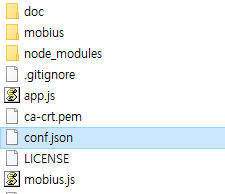 doc
mobius
node_modules
.gitignore
app.js
ca-crt.pem
conf.json
LICENSE
mobius.js